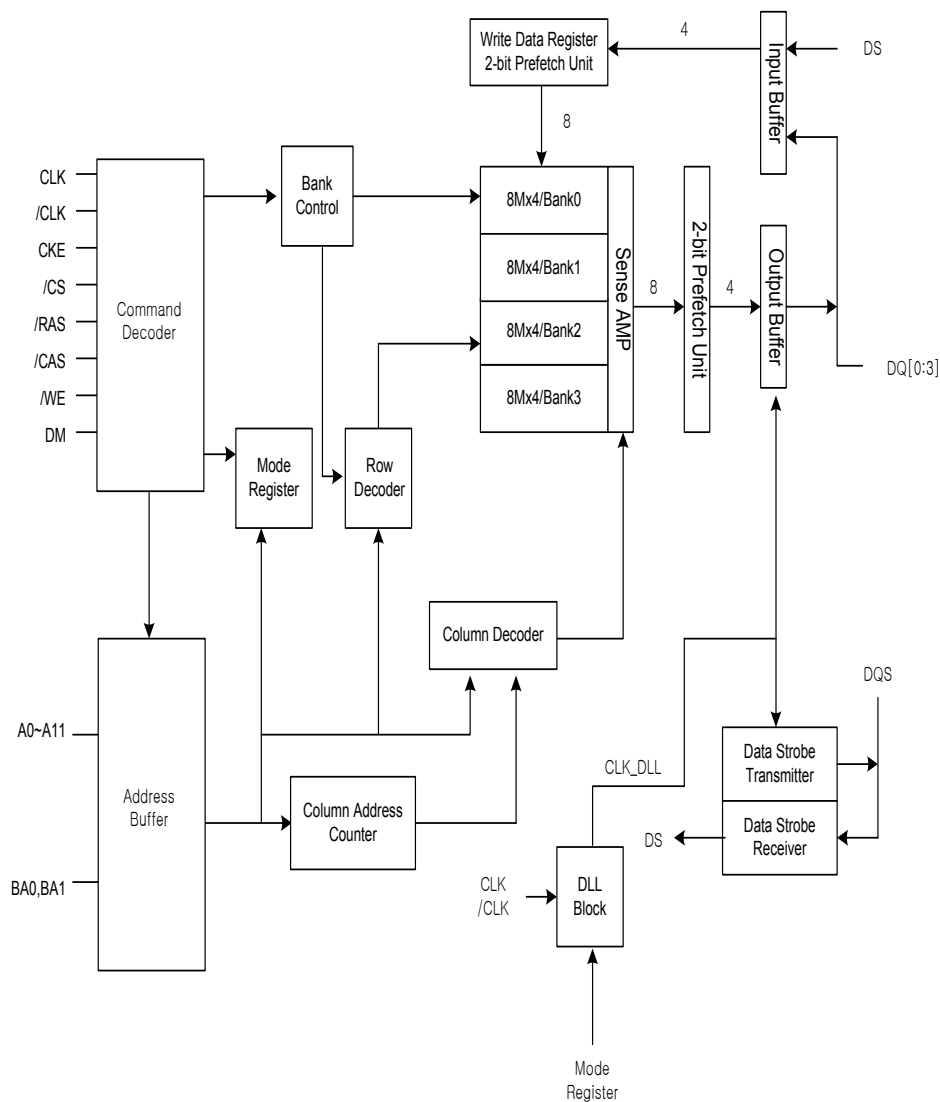 Write Data Register
2-bit Prefetch Unit
4
Input Buffer
DS
8
CLK
/CLK
CKE
/CS
/RAS
/CAS
/WE
DM
Command
Decoder
Bank
Control
8Mx4/Bank0
8Mx4/Bank1
8Mx4/Bank2
8Mx4/Bank3
Sense AMP
8
2-bit Prefetch Unit
4
Output Buffer
DQ[0:3]
Mode
Register
Row
Decoder
Column Decoder
A0~A11
BA0,BA1
Address
Buffer
Column Address
Counter
CLK_DLL
DQS
Data Strobe
Transmitter
Data Strobe
Receiver
DS
CLK
/CLK
DLL
Block
Mode
Register